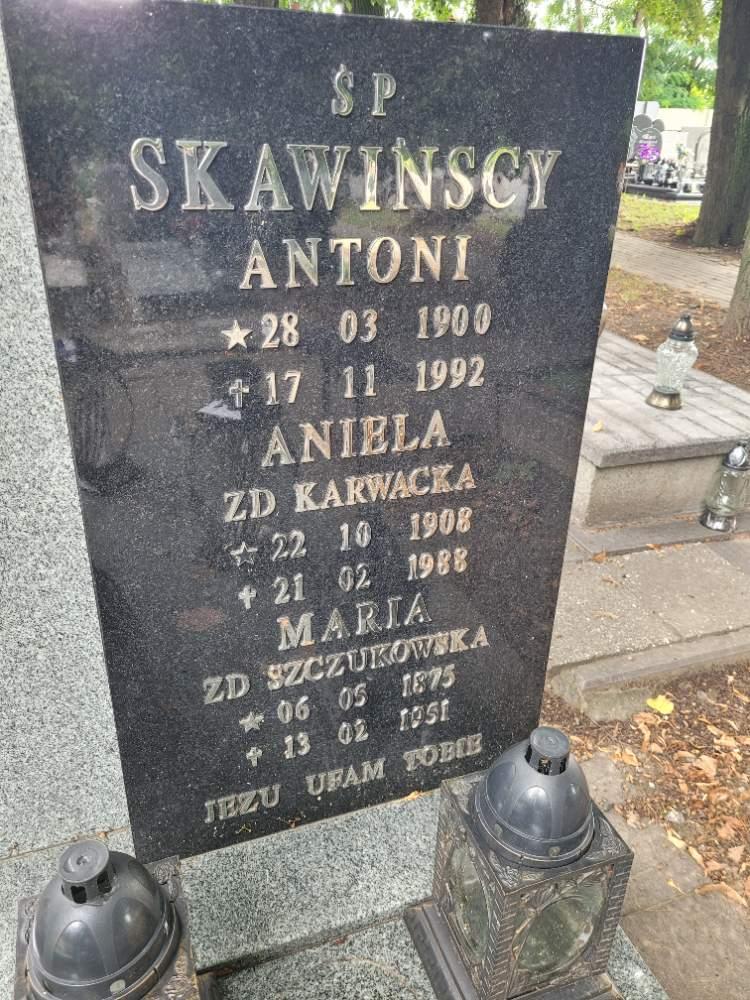 Ś P
SKAWIŃSCY
ANTONI
★ 28 03 1900
✝ 17 11 1992
ANIELA
ZD KARWACKA
☆ 22 10 1908
✝ 21 02 1988
MARIA
ZD SZCZUKOWSKA
★ 06 05 1875
✝ 13 02 1951
JEZU UFAM TOBIE